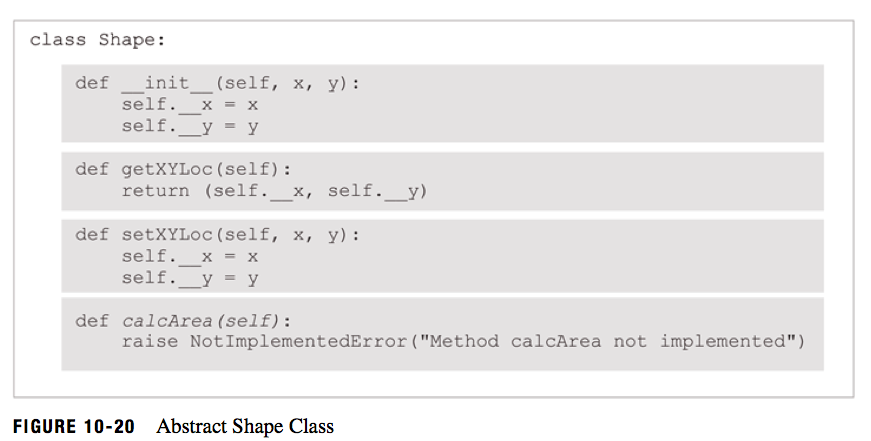 class Shape:
def __init__(self, x, y):
self.__x = x
self.__y = y
def getXYLoc(self):
return (self.__x, self.__y)
def setXYLoc(self, x, y):
self.__x = x
self.__y = y
def calcArea(self):
raise NotImplementedError("Method calcArea not implemented")
FIGURE 10-20 Abstract Shape Class